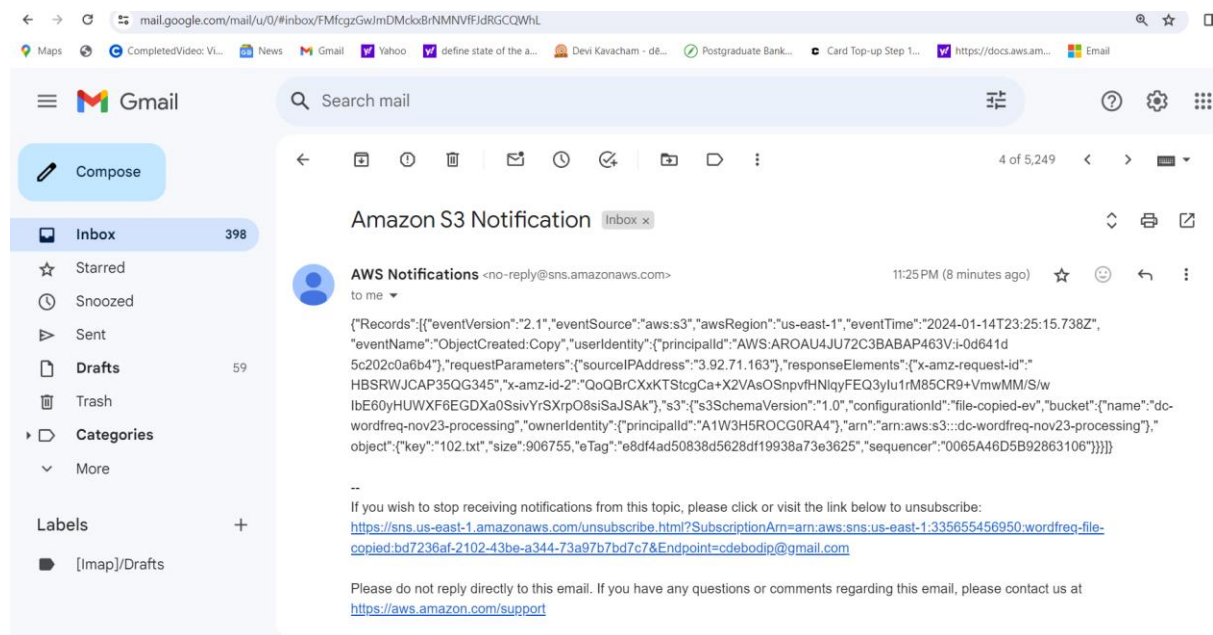 mail.google.com/mail/u/0/#inbox/FMfcgzGwJmDMckxBrNMNVfFJdRGCQWhL
Maps CompletedVideo: Vi... News Gmail Yahoo define state of the a... Devi Kavacham - dē... Postgraduate Bank... Card Top-up Step 1... https://docs.aws.am... Email
Gmail
Search mail
Compose
4 of 5,249
Amazon S3 Notification Inbox ×
Inbox 398
Starred
Snoozed
Sent
Drafts 59
Trash
Categories
More
Labels +
[Imap]/Drafts
AWS Notifications <no-reply@sns.amazonaws.com> 11:25 PM (8 minutes ago)
to me
{"Records":[{"eventVersion":"2.1","eventSource":"aws:s3","awsRegion":"us-east-1","eventTime":"2024-01-14T23:25:15.738Z",
"eventName":"ObjectCreated:Copy","userIdentity":{"principalId":"AWS:AROAU4JU72C3BABAP463V:i-0d641d
5c202c0a6b4"},"requestParameters":{"sourceIPAddress":"3.92.71.163"},"responseElements":{"x-amz-request-id":"
HBSRWJCAP35QG345","x-amz-id-2":"QoQBrCXxKTStcgCa+X2VAsOSnpvfHNlqyFEQ3yIu1rM85CR9+VmwMM/S/w
IbE60yHUWXF6EGDXa0SsivYrSXrpO8siSaJSAk"},"s3":{"s3SchemaVersion":"1.0","configurationId":"file-copied-ev","bucket":{"name":"dc-
wordfreq-nov23-processing","ownerIdentity":{"principalId":"A1W3H5ROCG0RA4"},"arn":"arn:aws:s3:::dc-wordfreq-nov23-processing"},"
object":{"key":"102.txt","size":906755,"eTag":"e8df4ad50838d5628df19938a73e3625","sequencer":"0065A46D5B92863106"}}}]}
--
If you wish to stop receiving notifications from this topic, please click or visit the link below to unsubscribe:
https://sns.us-east-1.amazonaws.com/unsubscribe.html?SubscriptionArn=arn:aws:sns:us-east-1:335655456950:wordfreq-file-
copied:bd7236af-2102-43be-a344-73a97b7bd7c7&Endpoint=cdebodip@gmail.com
Please do not reply directly to this email. If you have any questions or comments regarding this email, please contact us at
https://aws.amazon.com/support